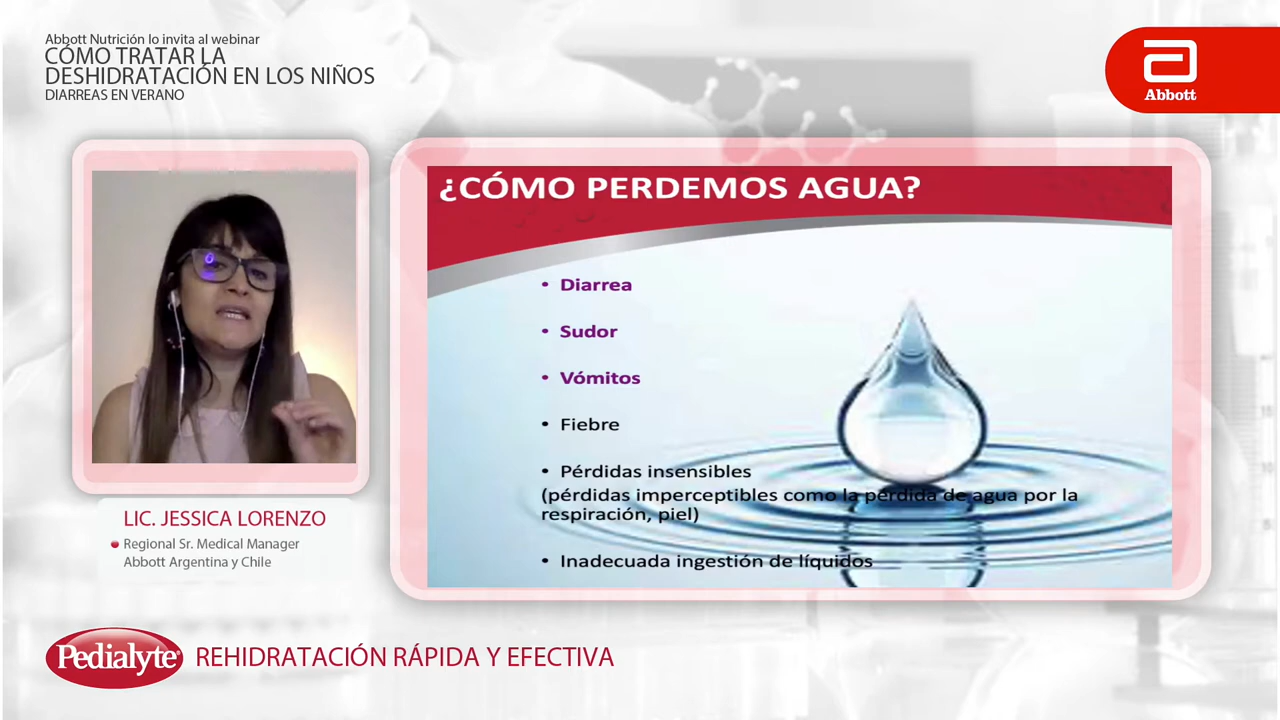 Abbott Nutrición lo invita al webinar
CÓMO TRATAR LA
DESHIDRATACIÓN EN LOS NIÑOS
DIARREAS EN VERANO
Abbott
¿CÓMO PERDEMOS AGUA?
• Diarrea
• Sudor
• Vómitos
• Fiebre
• Pérdidas insensibles
(pérdidas imperceptibles como la pérdida de agua por la
respiración, piel)
• Inadecuada ingestión de líquidos
LIC. JESSICA LORENZO
Regional Sr. Medical Manager
Abbott Argentina y Chile
Pedialyte®
REHIDRATACIÓN RÁPIDA Y EFECTIVA